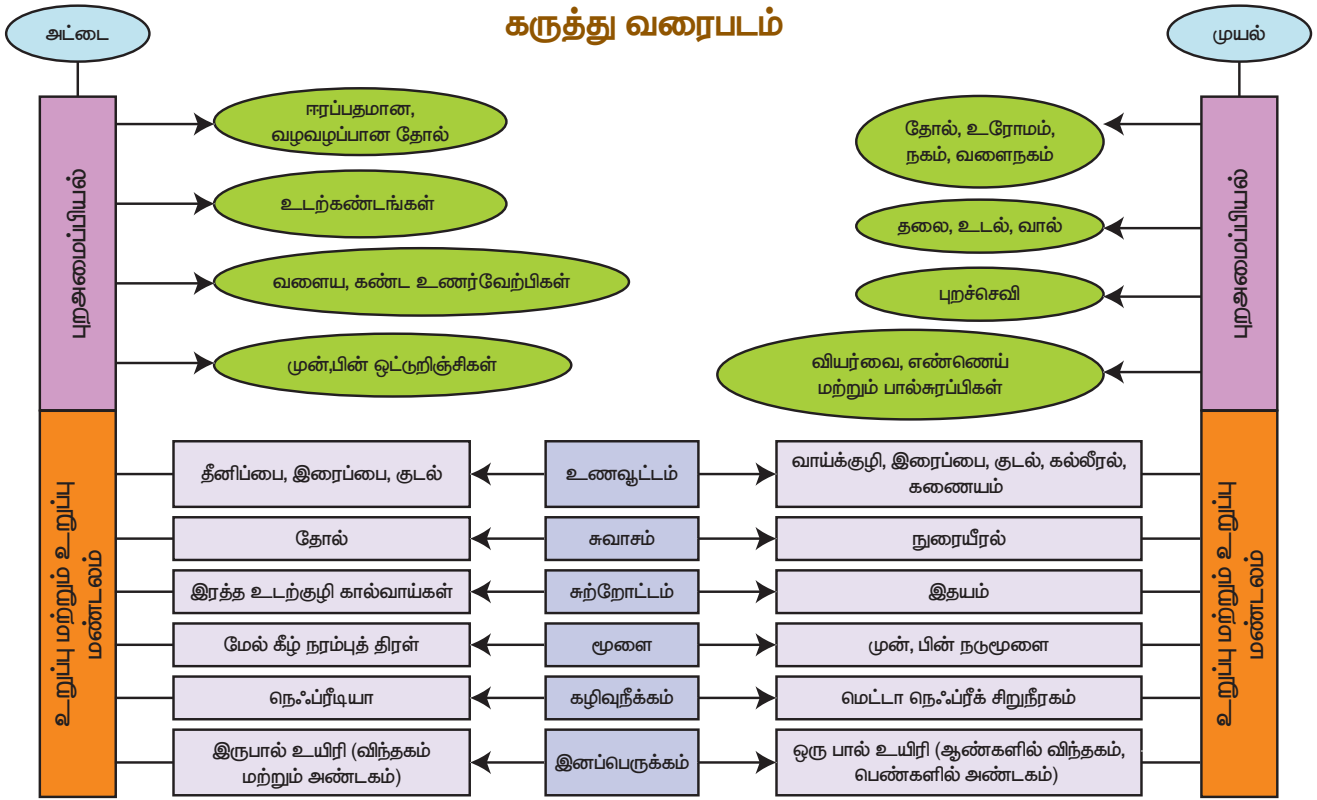 கருத்து வரைபடம்
அட்டை
முயல்
புறஅமைப்பியல்
ஈரப்பதமான,
வழவழப்பான தோல்
உடற்கண்டங்கள்
வளைய, கண்ட உணர்வேற்பிகள்
முன்,பின் ஒட்டுறிஞ்சிகள்
தோல், உரோமம்,
நகம், வளைநகம்
தலை, உடல், வால்
புறச்செவி
வியர்வை, எண்ணெய்
மற்றும் பால்சுரப்பிகள்
புறஅமைப்பியல்
உறுப்பு மற்றும் உறுப்பு
மண்டலம்
தீனிப்பை, இரைப்பை, குடல்
உணவூட்டம்
வாய்க்குழி, இரைப்பை, குடல், கல்லீரல்,
கணையம்
தோல்
சுவாசம்
நுரையீரல்
இரத்த உடற்குழி கால்வாய்கள்
சுற்றோட்டம்
இதயம்
மேல் கீழ் நரம்புத் திரள்
மூளை
முன், பின் நடுமூளை
நெஃப்ரீடியா
கழிவுநீக்கம்
மெட்டா நெஃப்ரீக் சிறுநீரகம்
இருபால் உயிரி (விந்தகம்
மற்றும் அண்டகம்)
இனப்பெருக்கம்
ஒரு பால் உயிரி (ஆண்களில் விந்தகம்,
பெண்களில் அண்டகம்)
உறுப்பு மற்றும் உறுப்பு
மண்டலம்